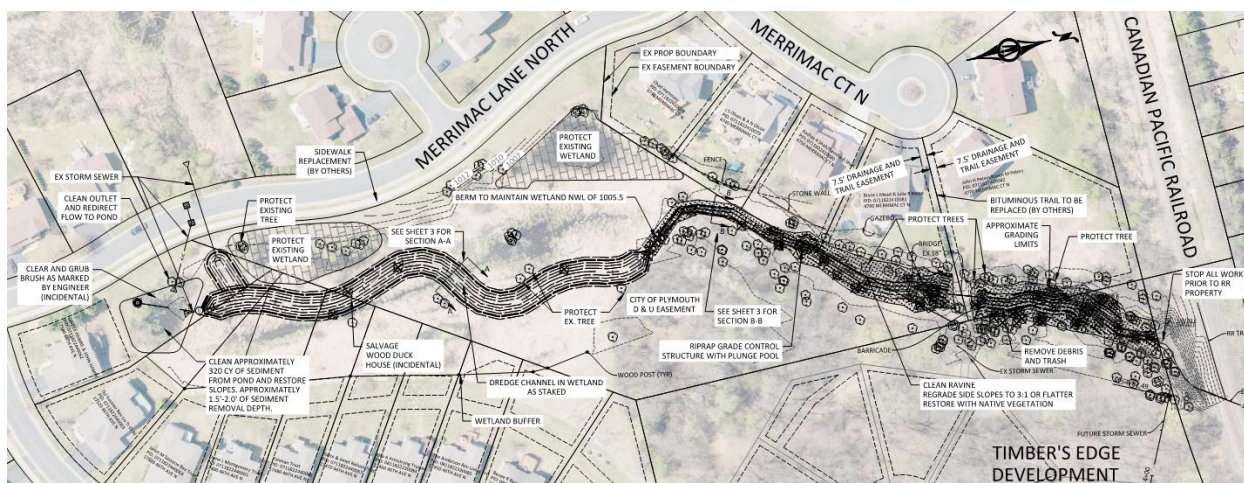 MERRIMAC LANE NORTH
MERRIMAC CT N
CANADIAN PACIFIC RAILROAD
EX PROP BOUNDARY
EX EASEMENT BOUNDARY
PROTECT
EXISTING
WETLAND
SIDEWALK
REPLACEMENT
(BY OTHERS)
1012
1010
1007
EX STORM SEWER
CLEAN OUTLET
AND REDIRECT
FLOW TO POND
PROTECT
EXISTING
TREE
PROTECT
EXISTING
WETLAND
SEE SHEET 3 FOR
SECTION A-A
BERM TO MAINTAIN WETLAND NWL OF 1005.5
FENCE
STONE WALL
7.5' DRAINAGE AND
TRAIL EASEMENT
7.5' DRAINAGE AND
TRAIL EASEMENT
GAZEBO
PROTECT TREES
BITUMINOUS TRAIL TO BE
REPLACED (BY OTHERS)
APPROXIMATE
GRADING
LIMITS
PROTECT TREE
BRIDGE
EX 18"
STOP ALL WORK
PRIOR TO RR
PROPERTY
CLEAR AND GRUB
BRUSH AS MARKED
BY ENGINEER
(INCIDENTAL)
CLEAN APPROXIMATELY
320 CY OF SEDIMENT
FROM POND AND RESTORE
SLOPES. APPROXIMATELY
1.5'-2.0' OF SEDIMENT
REMOVAL DEPTH.
SALVAGE
WOOD DUCK
HOUSE (INCIDENTAL)
DREDGE CHANNEL IN WETLAND
AS STAKED
WETLAND BUFFER
PROTECT
EX. TREE
CITY OF PLYMOUTH
D & U EASEMENT
SEE SHEET 3 FOR
SECTION B-B
WOOD POST (TYP)
RIPRAP GRADE CONTROL
STRUCTURE WITH PLUNGE POOL
BARRICADE
EX STORM SEWER
REMOVE DEBRIS
AND TRASH
CLEAN RAVINE
REGRADE SIDE SLOPES TO 3:1 OR FLATTER
RESTORE WITH NATIVE VEGETATION
FUTURE STORM SEWER
TIMBER'S EDGE
DEVELOPMENT